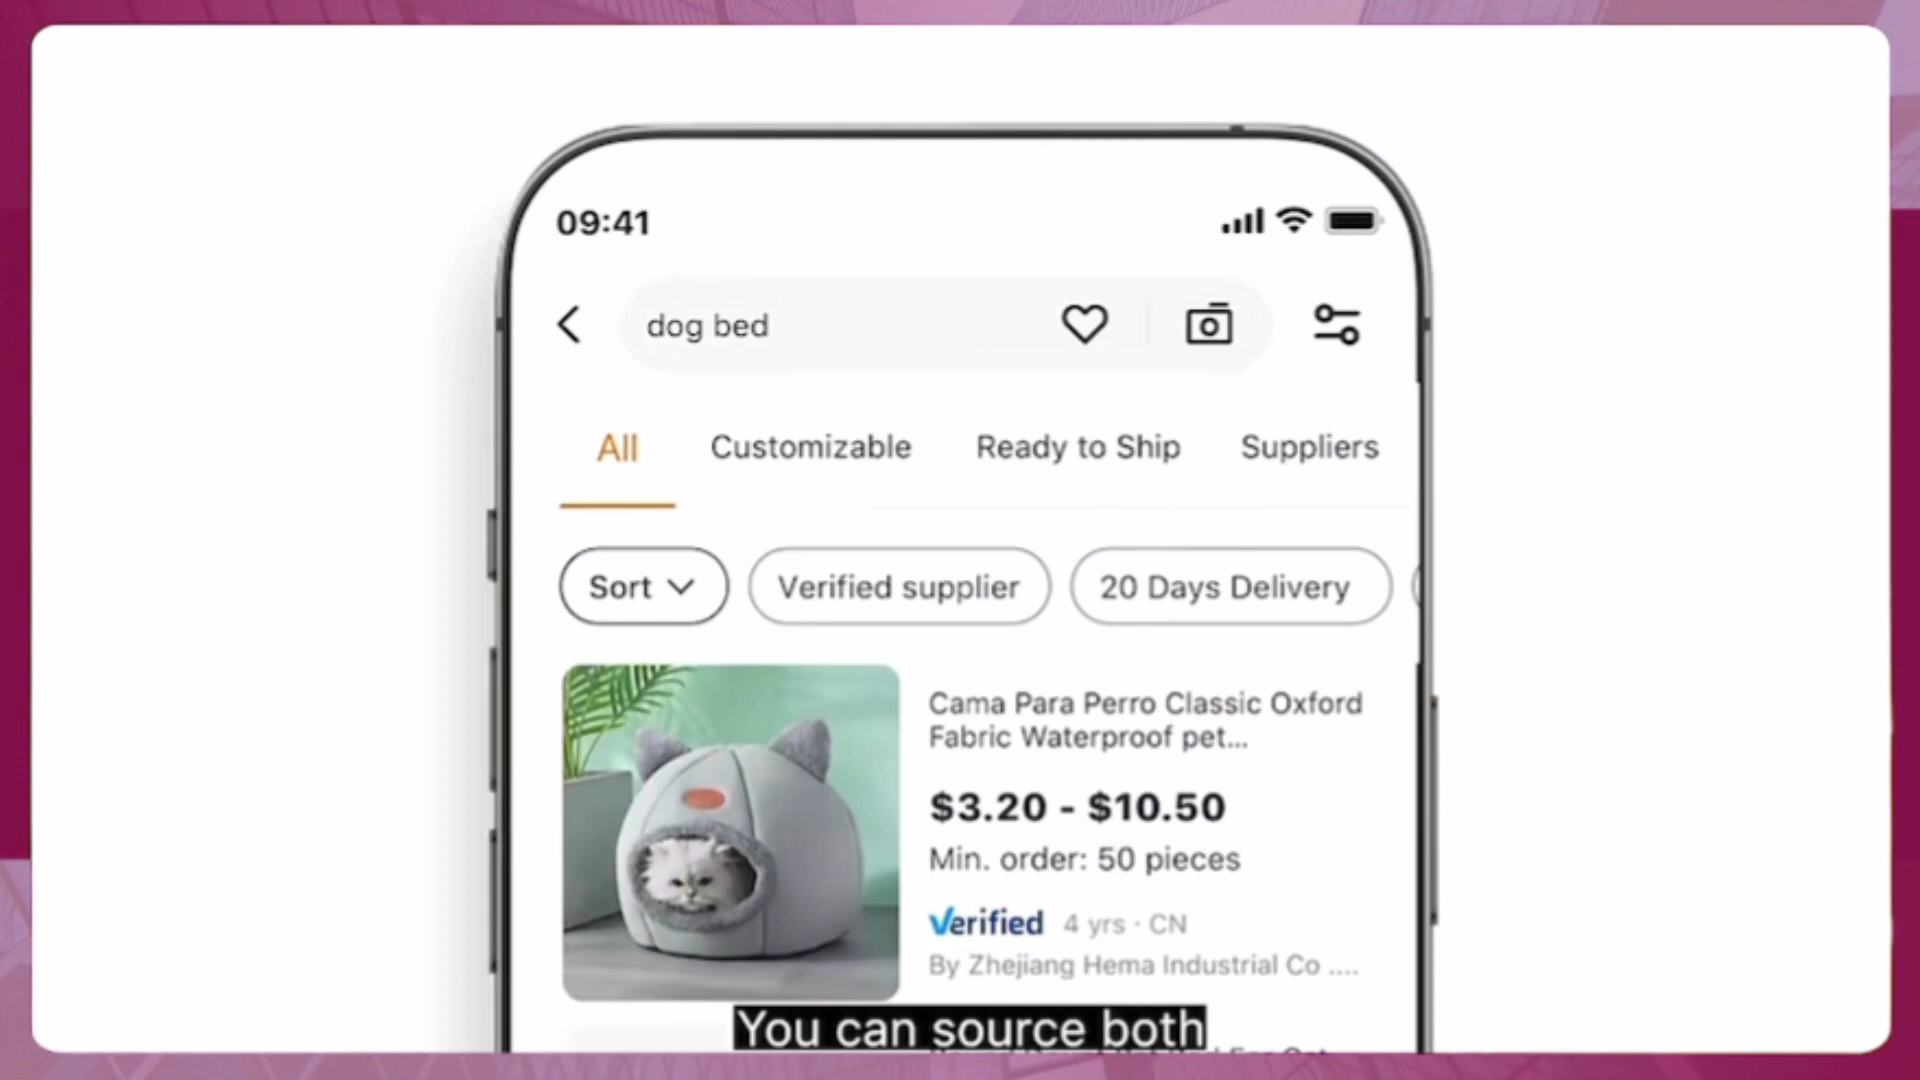 09:41
dog bed
All Customizable Ready to Ship Suppliers
Sort Verified supplier 20 Days Delivery
Cama Para Perro Classic Oxford
Fabric Waterproof pet...
$3.20 - $10.50
Min. order: 50 pieces
Verified 4 yrs · CN
By Zhejiang Hema Industrial Co ....
You can source both